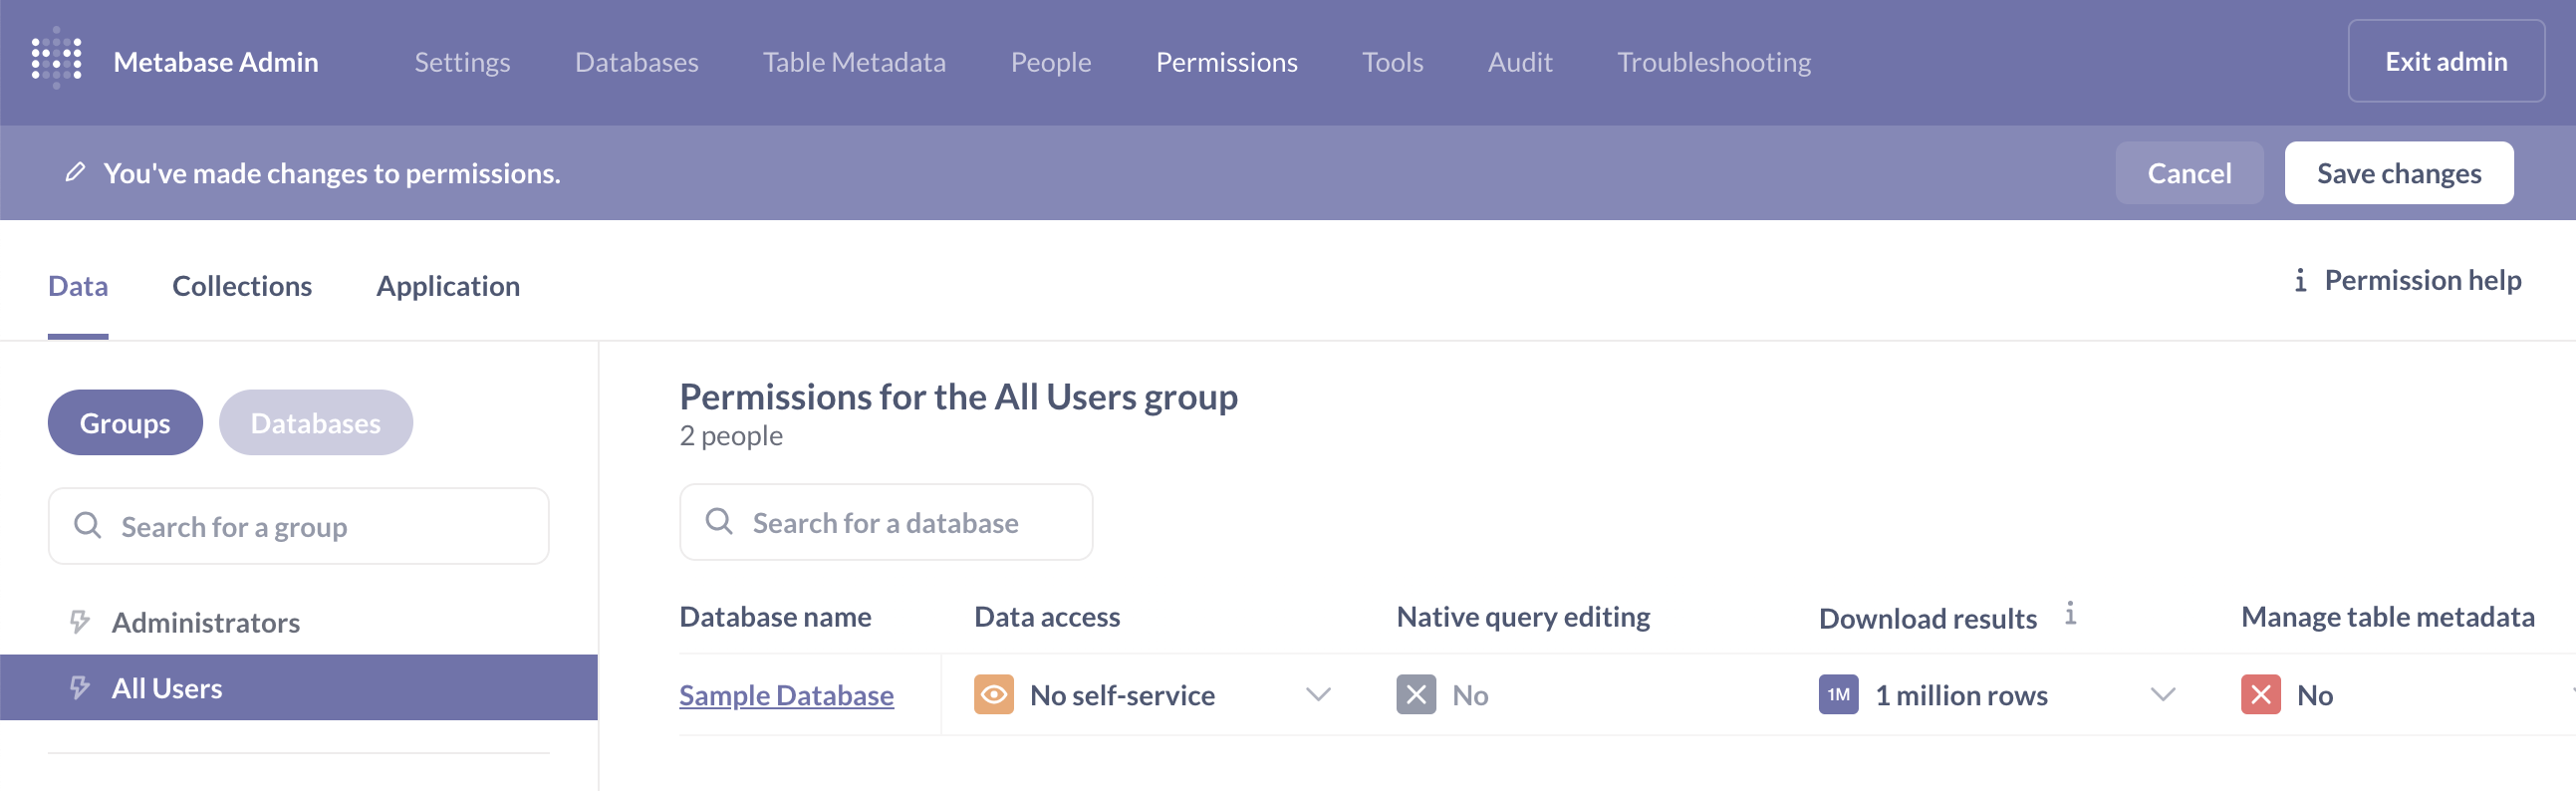 Metabase Admin Settings Databases Table Metadata People Permissions Tools Audit Troubleshooting Exit admin
You've made changes to permissions. Cancel Save changes
Data Collections Application i Permission help
Groups Databases
Search for a group
Administrators
All Users
Permissions for the All Users group
2 people
Search for a database
Database name Data access Native query editing Download results i Manage table metadata
Sample Database No self-service No 1M 1 million rows No